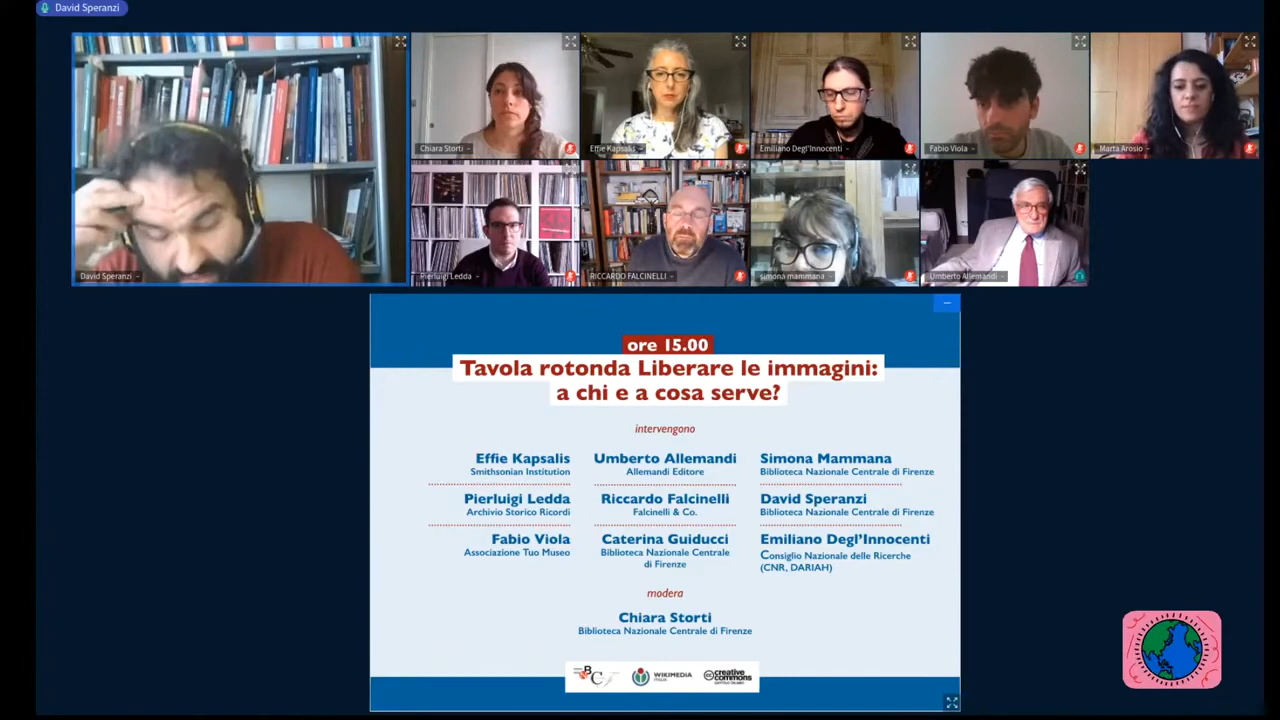 David Speranzi
Chiara Storti
Effie Kapsalis
Emiliano Degl'Innocenti
Fabio Viola
Marta Arosio
David Speranzi
Pierluigi Ledda
RICCARDO FALCINELLI
simona mammana
Umberto Allemandi
ore 15.00
Tavola rotonda Liberare le immagini:
a chi e a cosa serve?
intervengono
Effie Kapsalis
Smithsonian Institution
Umberto Allemandi
Allemandi Editore
Simona Mammana
Biblioteca Nazionale Centrale di Firenze
Pierluigi Ledda
Archivio Storico Ricordi
Riccardo Falcinelli
Falcinelli & Co.
David Speranzi
Biblioteca Nazionale Centrale di Firenze
Fabio Viola
Associazione Tuo Museo
Caterina Guiducci
Biblioteca Nazionale Centrale
di Firenze
Emiliano Degl’Innocenti
Consiglio Nazionale delle Ricerche
(CNR, DARIAH)
modera
Chiara Storti
Biblioteca Nazionale Centrale di Firenze
WIKIMEDIA
ITALIA
creative
commons